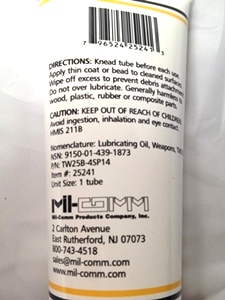 7 96524 25241 3
DIRECTIONS: Knead tube before each use.
Apply thin coat or bead to cleaned surface.
Wipe off excess to prevent debris attachment
Do not over lubricate. Generally harmless to
wood, plastic, rubber or composite parts.
CAUTION: KEEP OUT OF REACH OF CHILDREN
Avoid ingestion, inhalation and eye contact.
HMIS 211B
Nomenclature: Lubricating Oil, Weapons,
NSN: 9150-01-439-1873
P/N: TW25B-4SP14
Item #: 25241
Unit Size: 1 tube
MIL-COMM
Mil-Comm Products Company, Inc.
2 Carlton Avenue
East Rutherford, NJ 07073
800-743-4518
sales@mil-comm.com
www.mil-comm.com